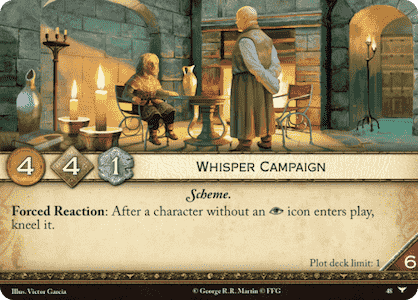 4 4 1 WHISPER CAMPAIGN
Scheme.
Forced Reaction: After a character without an icon enters play,
kneel it.
Plot deck limit: 1
6
Illus. Victor Garcia © George R.R. Martin © FFG 48